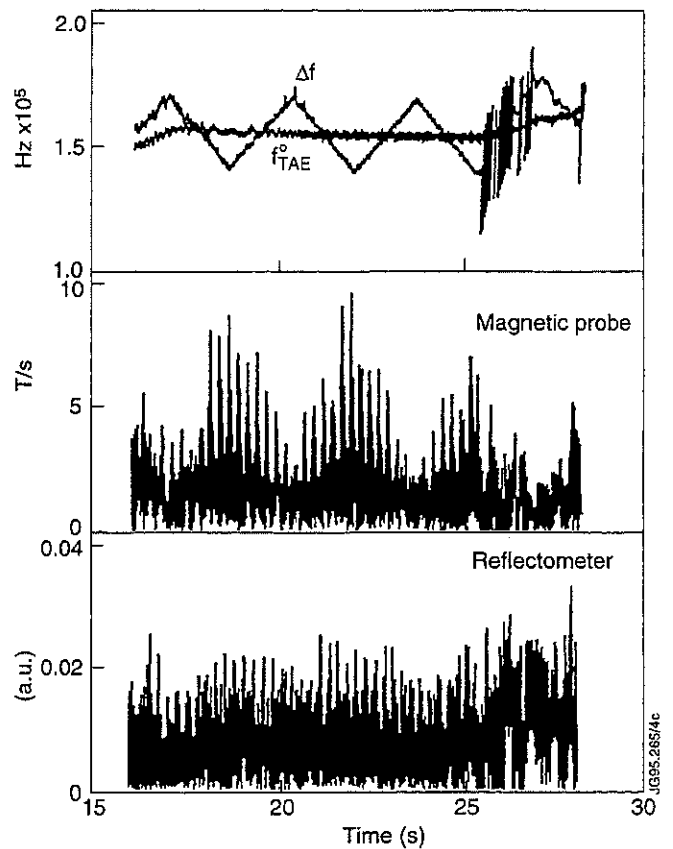 2.0
Hz x10⁵
Δf
1.5
f°TAE
1.0
10
Magnetic probe
T/s
5
0
0.04
Reflectometer
(a.u.)
0.02
0
15
20
25
30
Time (s)
JG95.265/4c